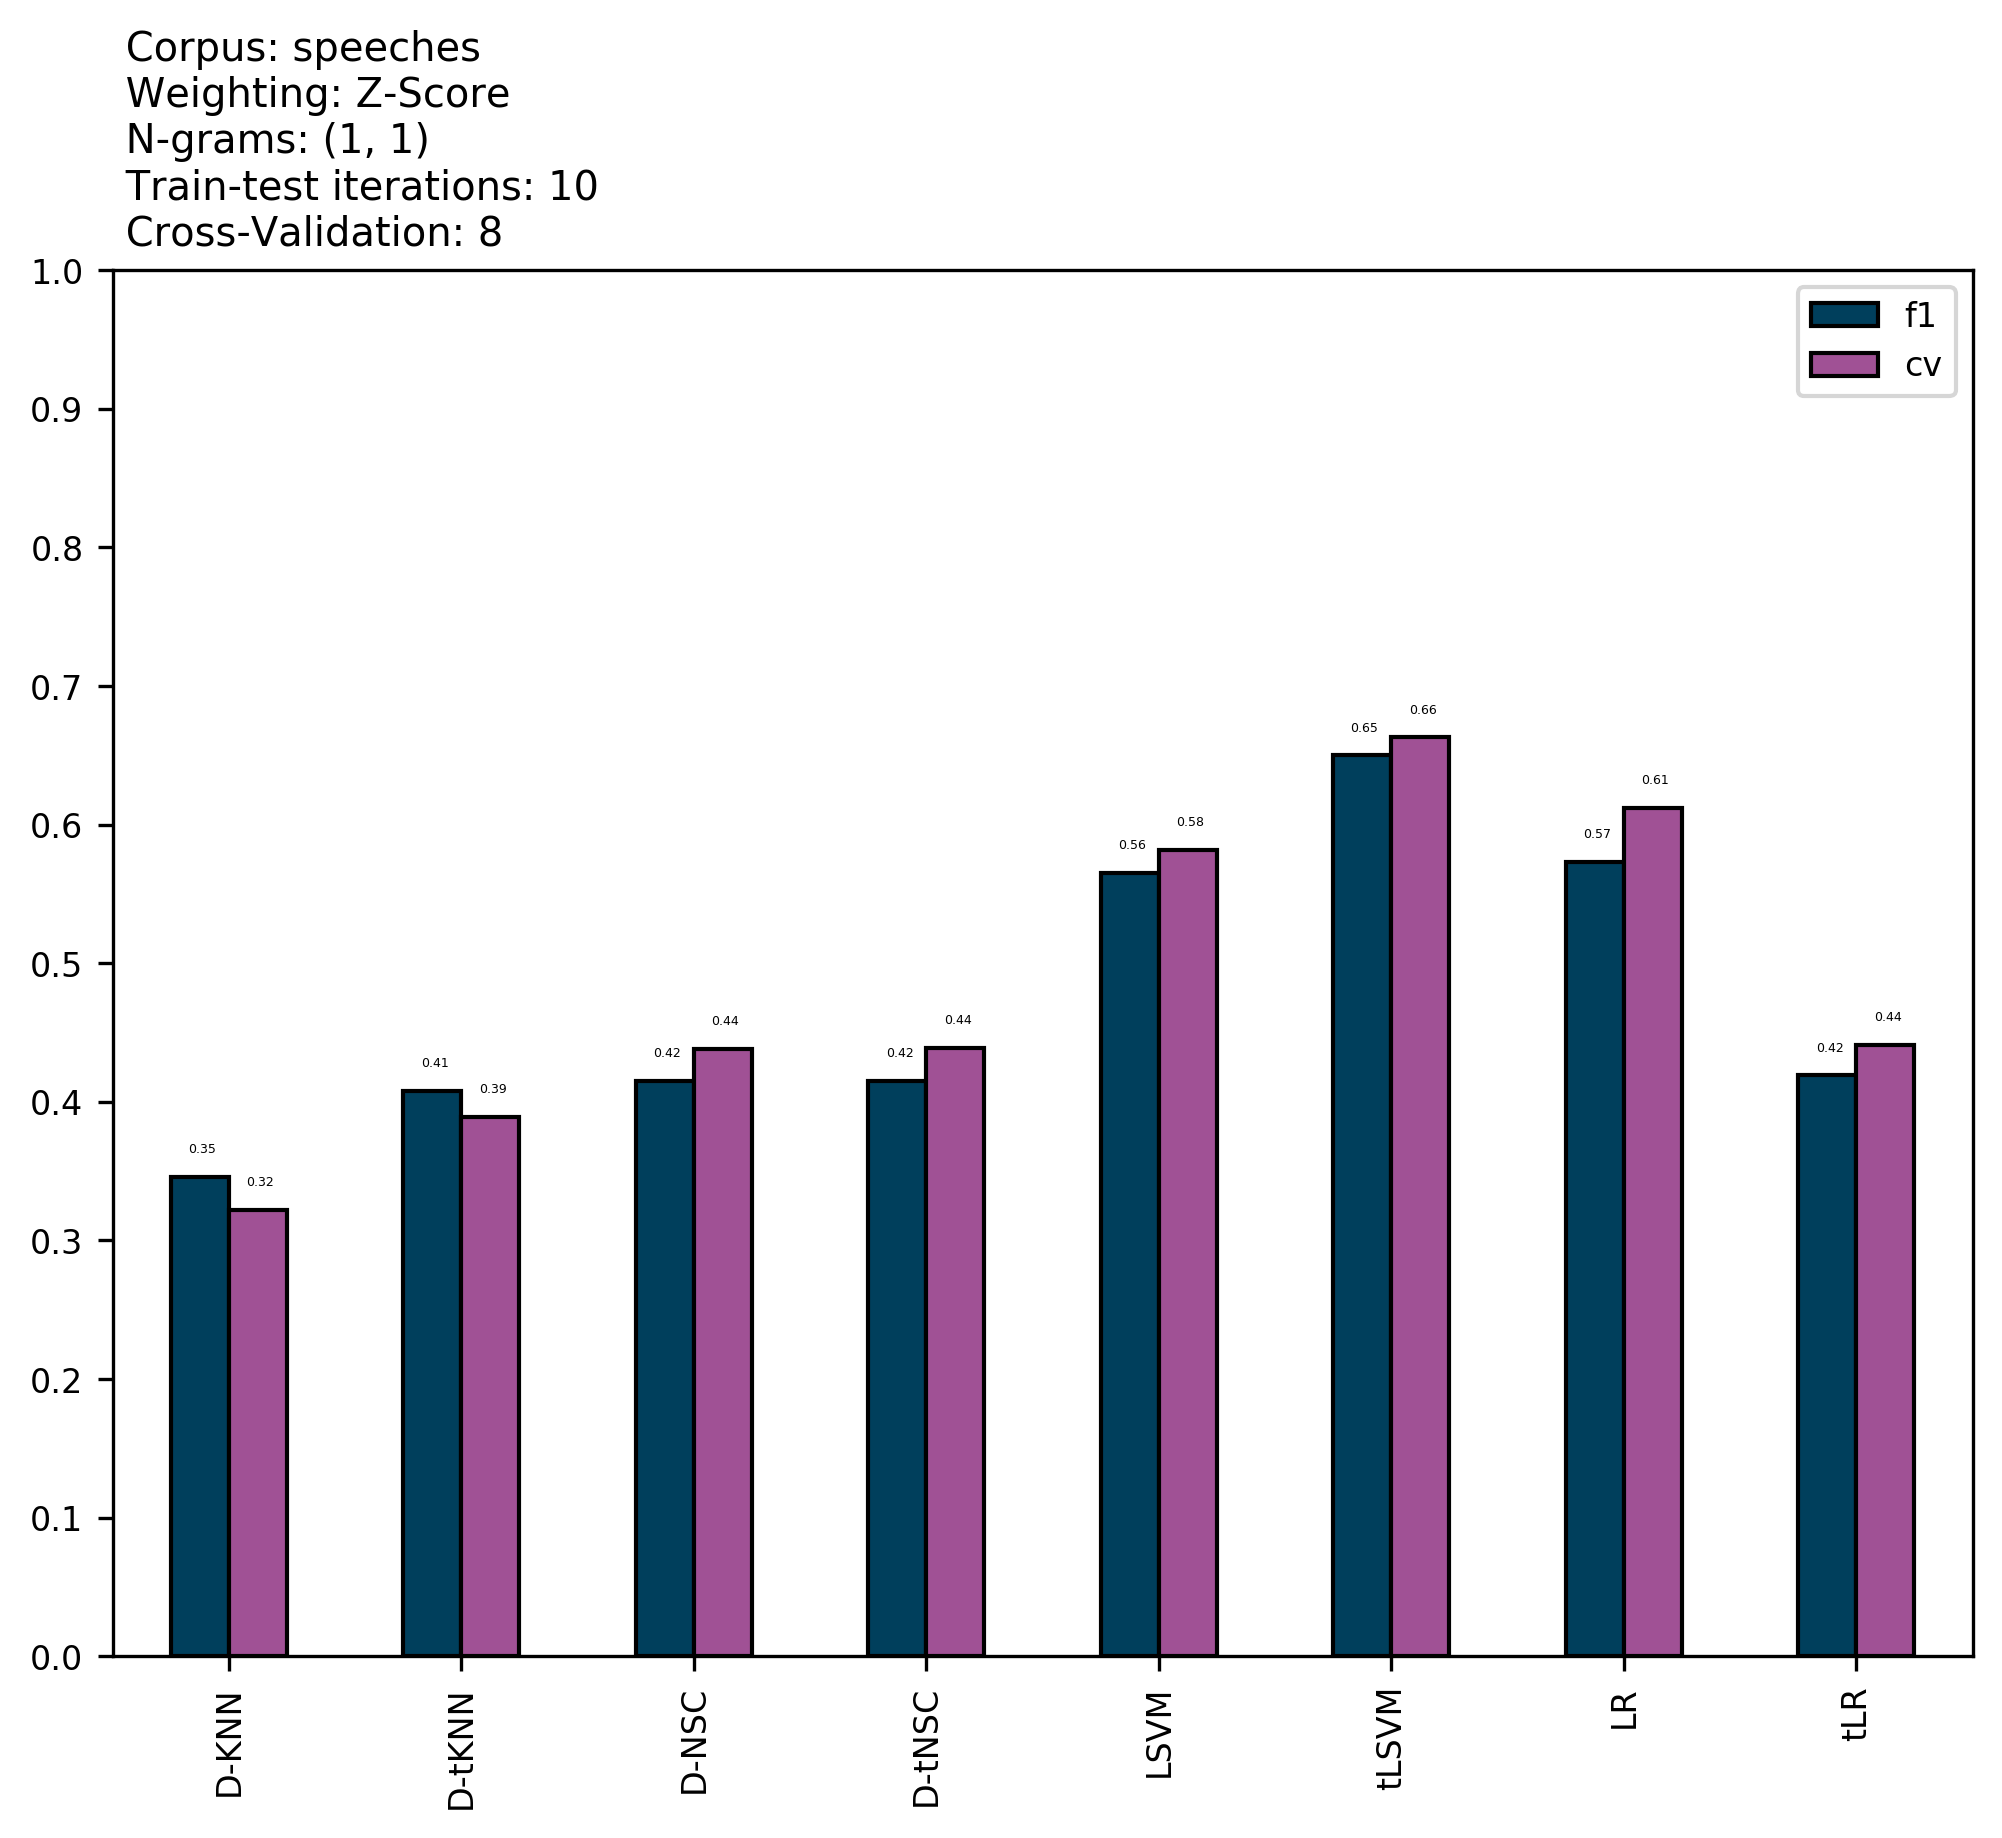 Corpus: speeches
Weighting: Z-Score
N-grams: (1, 1)
Train-test iterations: 10
Cross-Validation: 8
1.0
0.9
0.8
0.7
0.6
0.5
0.4
0.3
0.2
0.1
0.0
f1
cv
0.35
0.32
0.41
0.39
0.42
0.44
0.42
0.44
0.56
0.58
0.65
0.66
0.57
0.61
0.42
0.44
D-KNN
D-tKNN
D-NSC
D-tNSC
LSVM
tLSVM
LR
tLR